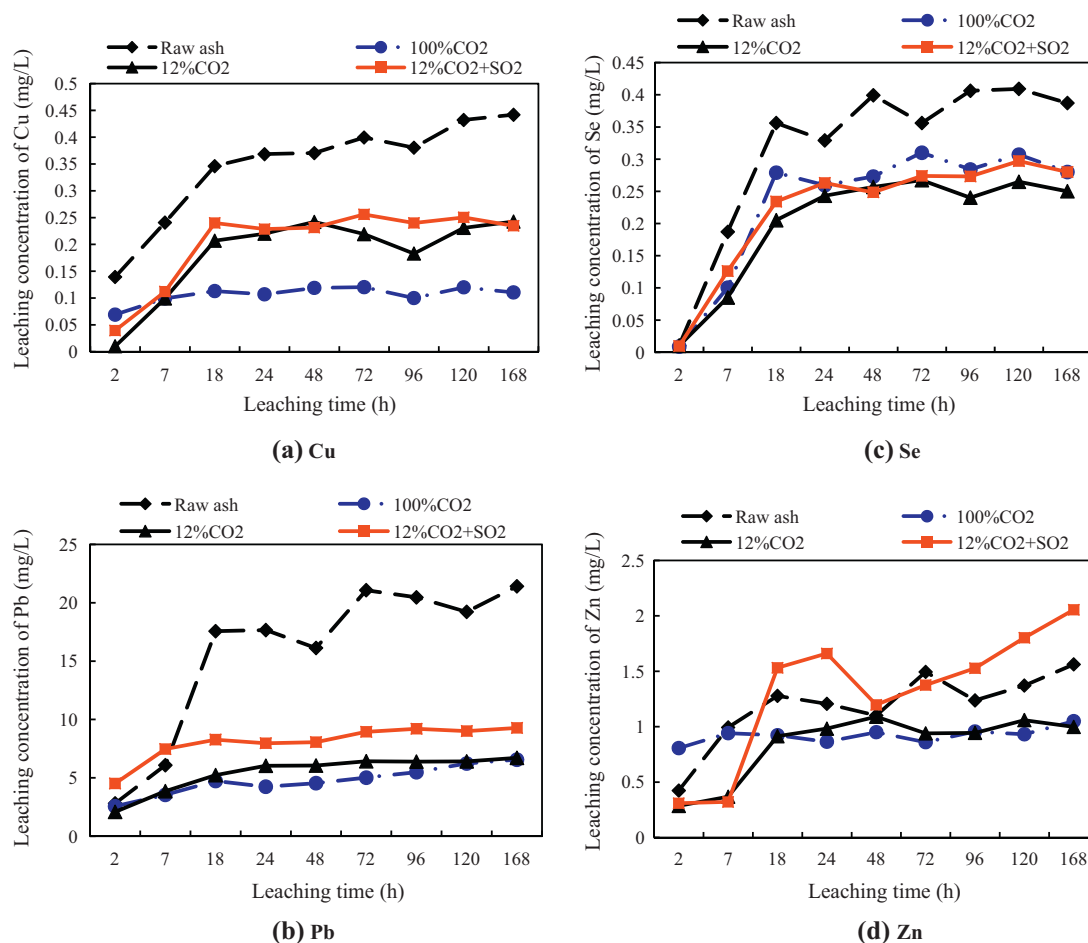 Raw ash
100%CO2
12%CO2
12%CO2+SO2
Leaching concentration of Cu (mg/L)
0.5
0.45
0.4
0.35
0.3
0.25
0.2
0.15
0.1
0.05
0
2 7 18 24 48 72 96 120 168
Leaching time (h)
(a) Cu
Raw ash
100%CO2
12%CO2
12%CO2+SO2
Leaching concentration of Se (mg/L)
0.45
0.4
0.35
0.3
0.25
0.2
0.15
0.1
0.05
0
2 7 18 24 48 72 96 120 168
Leaching time (h)
(c) Se
Raw ash
100%CO2
12%CO2
12%CO2+SO2
Leaching concentration of Pb (mg/L)
25
20
15
10
5
0
2 7 18 24 48 72 96 120 168
Leaching time (h)
(b) Pb
Raw ash
100%CO2
12%CO2
12%CO2+SO2
Leaching concentration of Zn (mg/L)
2.5
2
1.5
1
0.5
0
2 7 18 24 48 72 96 120 168
Leaching time (h)
(d) Zn